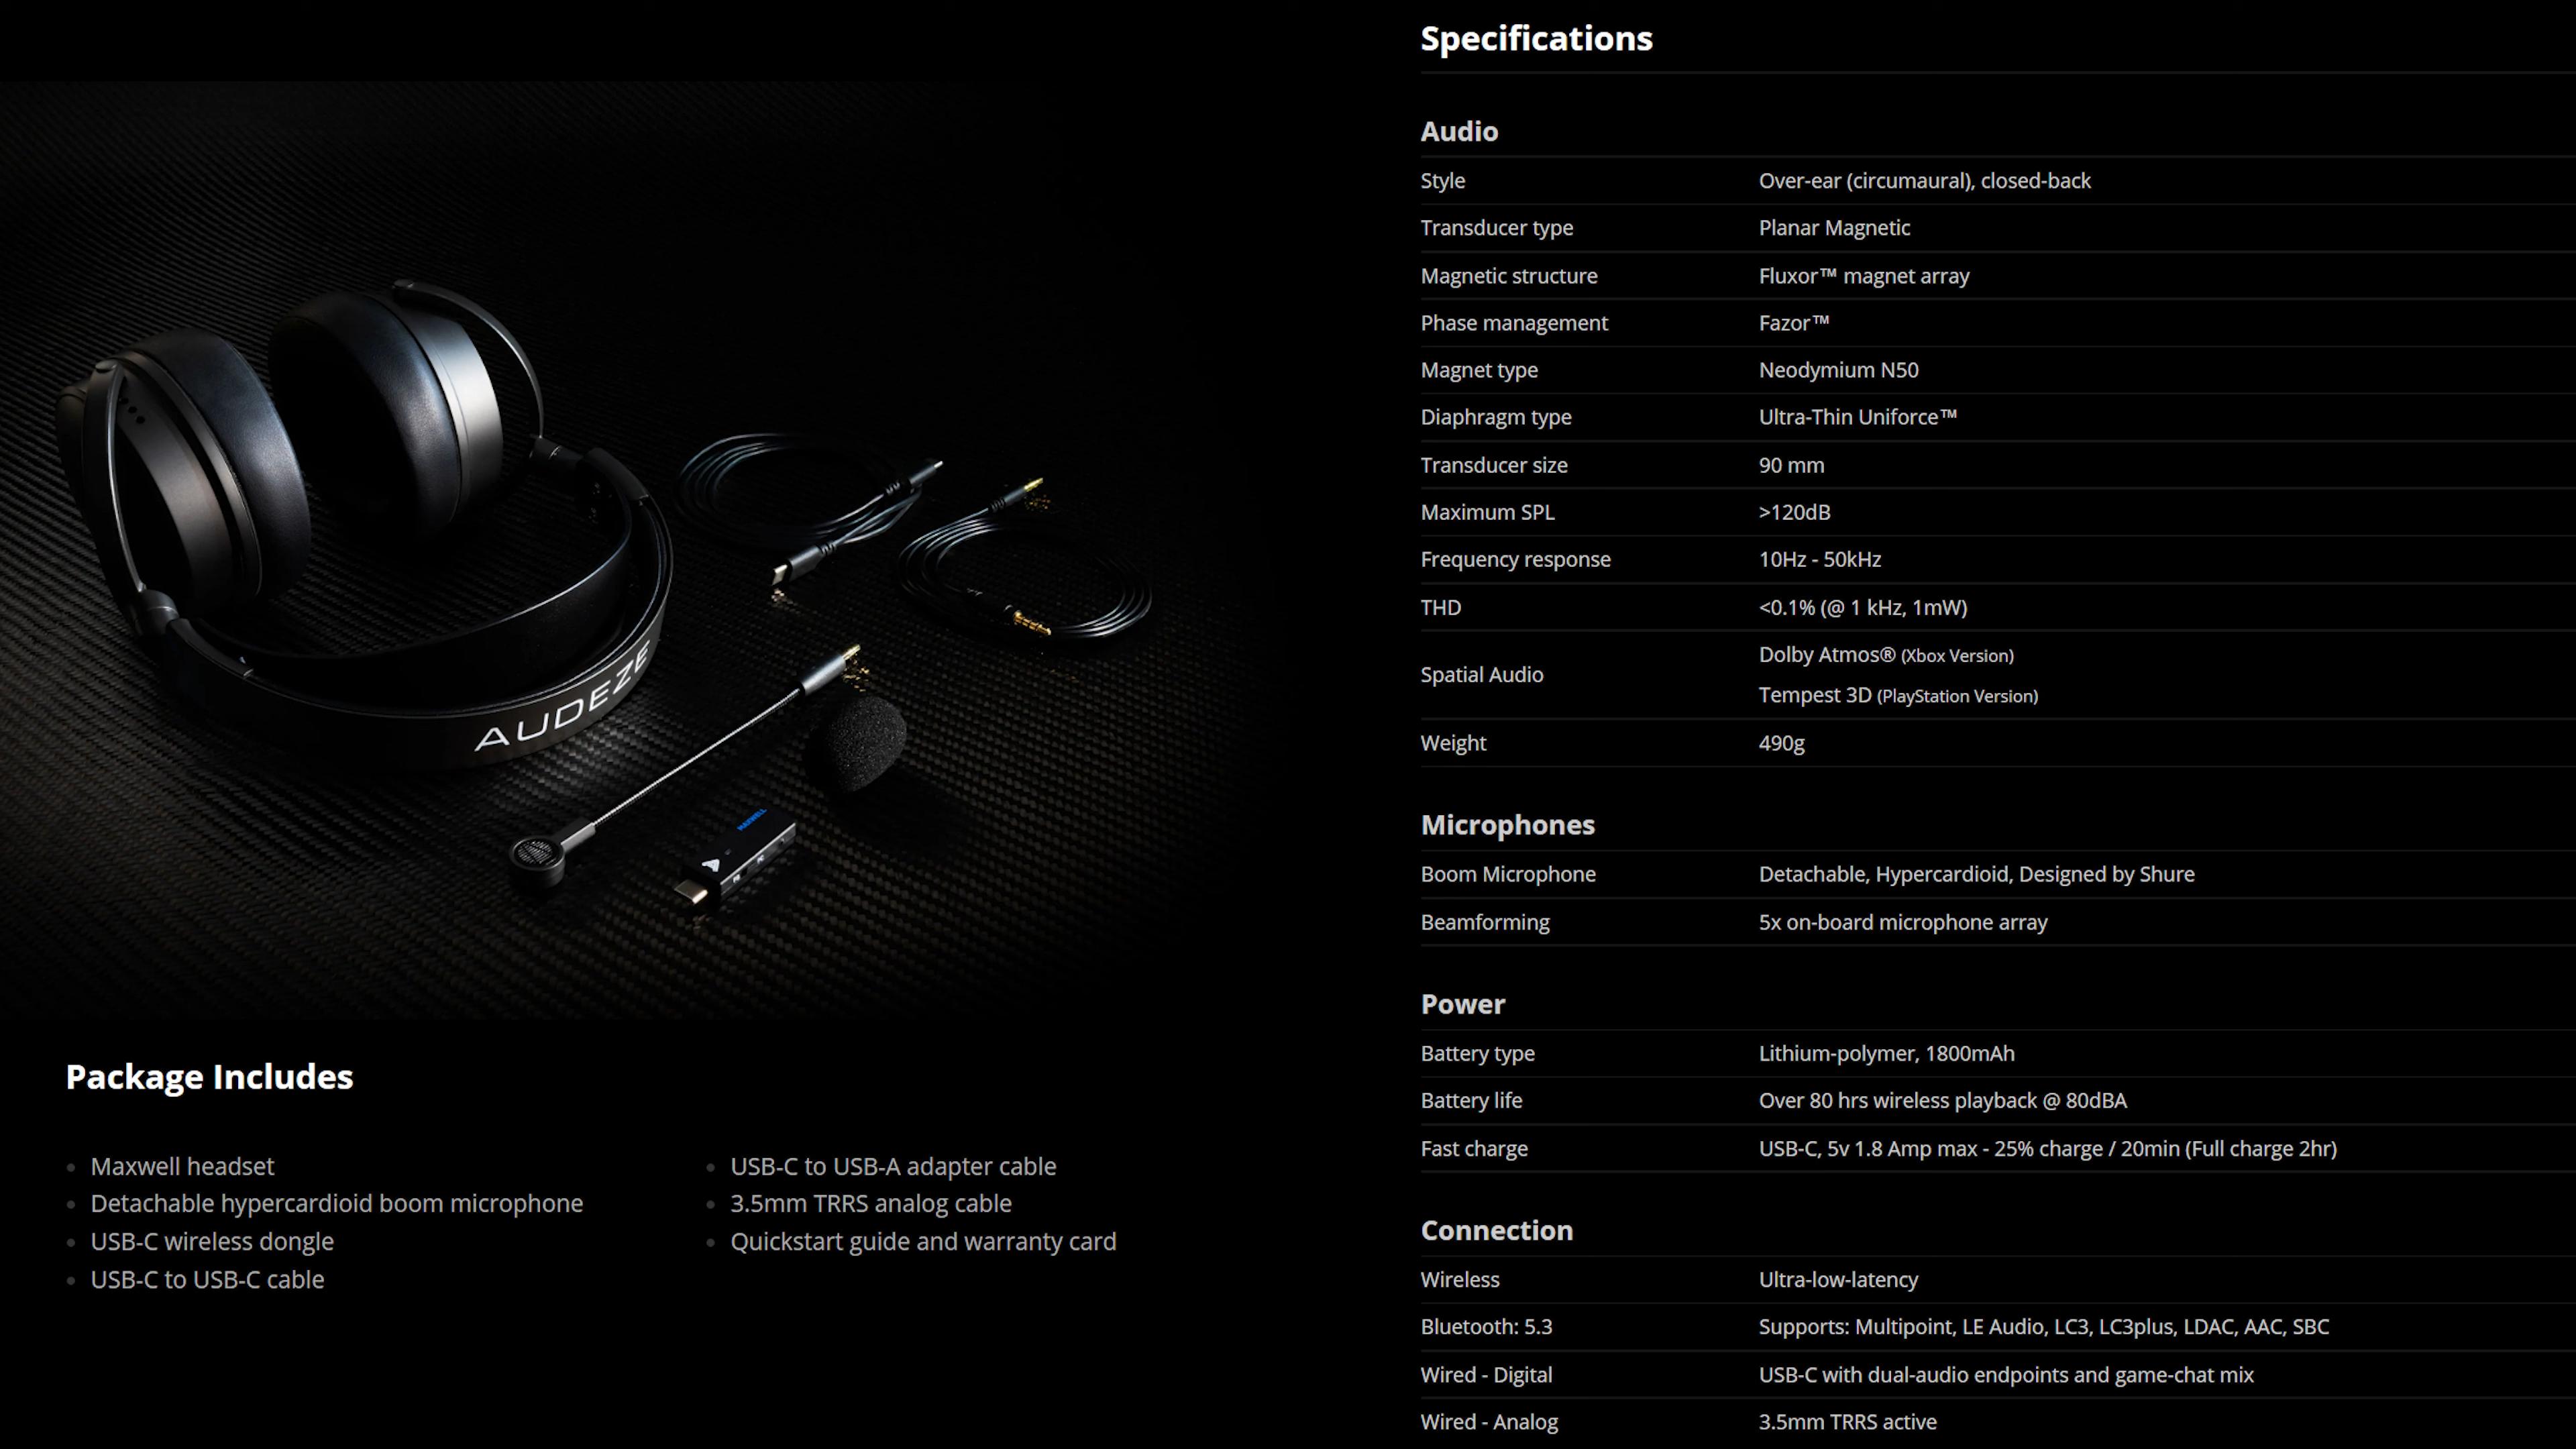 AUDEZE
MAXWELL
Package Includes
Maxwell headset
Detachable hypercardioid boom microphone
USB-C wireless dongle
USB-C to USB-C cable
USB-C to USB-A adapter cable
3.5mm TRRS analog cable
Quickstart guide and warranty card
Specifications
Audio
Style Over-ear (circumaural), closed-back
Transducer type Planar Magnetic
Magnetic structure Fluxor™ magnet array
Phase management Fazor™
Magnet type Neodymium N50
Diaphragm type Ultra-Thin Uniforce™
Transducer size 90 mm
Maximum SPL >120dB
Frequency response 10Hz - 50kHz
THD <0.1% (@ 1 kHz, 1mW)
Spatial Audio Dolby Atmos® (Xbox Version)
Tempest 3D (PlayStation Version)
Weight 490g
Microphones
Boom Microphone Detachable, Hypercardioid, Designed by Shure
Beamforming 5x on-board microphone array
Power
Battery type Lithium-polymer, 1800mAh
Battery life Over 80 hrs wireless playback @ 80dBA
Fast charge USB-C, 5v 1.8 Amp max - 25% charge / 20min (Full charge 2hr)
Connection
Wireless Ultra-low-latency
Bluetooth: 5.3 Supports: Multipoint, LE Audio, LC3, LC3plus, LDAC, AAC, SBC
Wired - Digital USB-C with dual-audio endpoints and game-chat mix
Wired - Analog 3.5mm TRRS active